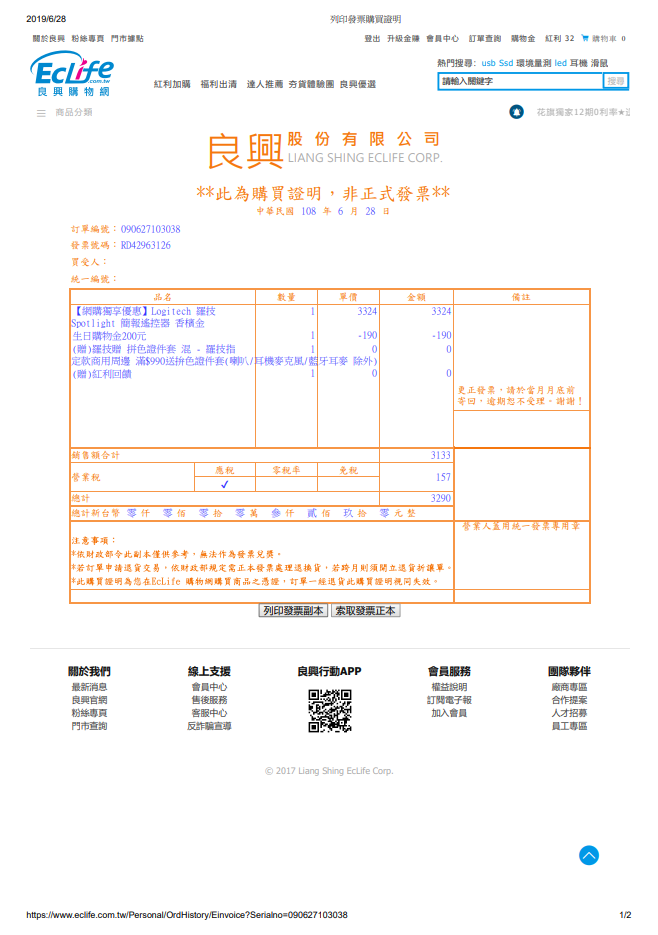 2019/6/28 列印發票購買證明
關於良興 粉絲專頁 門市據點 登出 升級金賺 會員中心 訂單查詢 購物金 紅利 32 購物車 0
EcLife.com.tw
良興購物網
紅利加購 福利出清 達人推薦 夯貨體驗團 良興優選
熱門搜尋: usb Ssd 環境量測 led 耳機 滑鼠
請輸入關鍵字 搜尋
商品分類 花旗獨家12期0利率★
良興 股份有限公司
LIANG SHING ECLIFE CORP.
**此為購買證明，非正式發票**
中華民國 108 年 6 月 28 日
訂單編號：090627103038
發票號碼：RD42963126
買受人：
統一編號：
品名 數量 單價 金額 備註
【網購獨享優惠】Logitech 羅技 1 3324 3324
Spotlight 簡報遙控器 香檳金
生日購物金200元 1 -190 -190
(贈)羅技贈 拼色證件套 混 - 羅技指 1 0 0
定款商用周邊 滿$990送拚色證件套(喇叭/耳機麥克風/藍牙耳麥 除外)
(贈)紅利回饋 1 0 0
更正發票，請於當月月底前
寄回，逾期恕不受理。謝謝！
銷售額合計 3133
營業稅 應稅 零稅率 免稅 157
✓
總計 3290
總計新台幣 零 仟 零 佰 零 拾 零 萬 參 仟 貳 佰 玖 拾 零 元 整
營業人蓋用統一發票專用章
注意事項：
*依財政部令此副本僅供參考，無法作為發票兌獎。
*若訂單申請退貨交易，依財政部規定需正本發票處理退換貨，若跨月則須開立退貨折讓單。
*此購買證明為您在EcLife 購物網購買商品之憑證，訂單一經退貨此購買證明視同失效。
列印發票副本 索取發票正本
關於我們 線上支援 良興行動APP 會員服務 團隊夥伴
最新消息 會員中心 權益說明 廠商專區
良興官網 售後服務 訂閱電子報 合作提案
粉絲專頁 客服中心 加入會員 人才招募
門市查詢 反詐騙宣導 員工專區
© 2017 Liang Shing EcLife Corp.
https://www.eclife.com.tw/Personal/OrdHistory/Einvoice?Serialno=090627103038 1/2